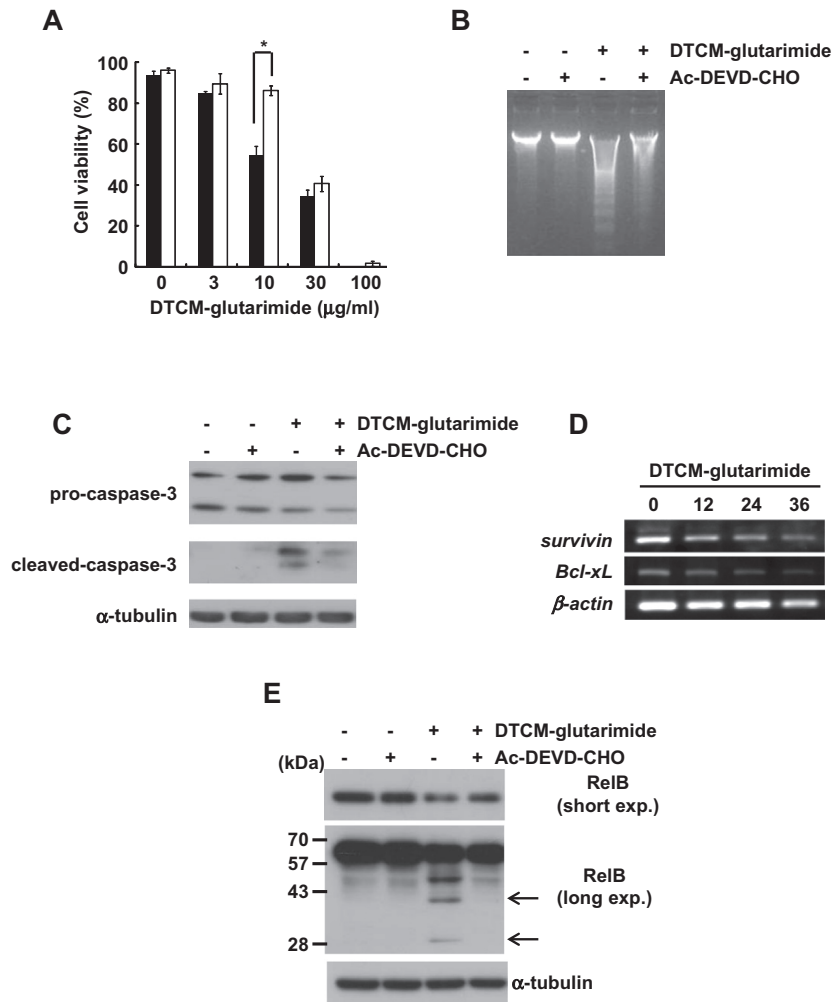 A
100
80
60
40
20
0
Cell viability (%)
*
0 3 10 30 100
DTCM-glutarimide (μg/ml)
B
- - + + DTCM-glutarimide
- + - + Ac-DEVD-CHO
C
- - + + DTCM-glutarimide
- + - + Ac-DEVD-CHO
pro-caspase-3
cleaved-caspase-3
α-tubulin
D
DTCM-glutarimide
0 12 24 36
survivin
Bcl-xL
β-actin
E
- - + + DTCM-glutarimide
(kDa) - + - + Ac-DEVD-CHO
RelB
(short exp.)
70
57
43
28
RelB
(long exp.)
α-tubulin